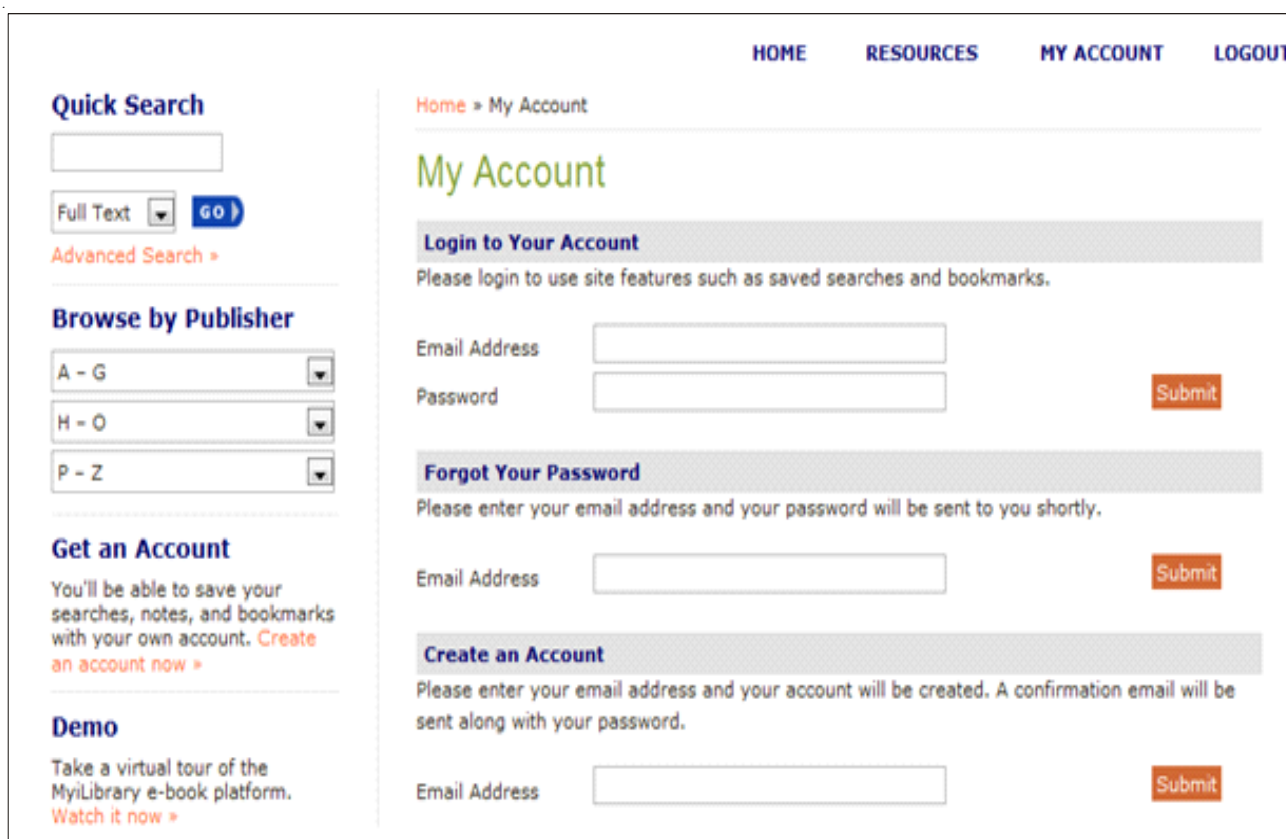 HOME RESOURCES MY ACCOUNT LOGOUT
Quick Search
Full Text GO
Advanced Search »
Browse by Publisher
A – G
H – O
P – Z
Get an Account
You'll be able to save your
searches, notes, and bookmarks
with your own account. Create
an account now »
Demo
Take a virtual tour of the
MyiLibrary e-book platform.
Watch it now »
Home » My Account
My Account
Login to Your Account
Please login to use site features such as saved searches and bookmarks.
Email Address
Password Submit
Forgot Your Password
Please enter your email address and your password will be sent to you shortly.
Email Address Submit
Create an Account
Please enter your email address and your account will be created. A confirmation email will be
sent along with your password.
Email Address Submit